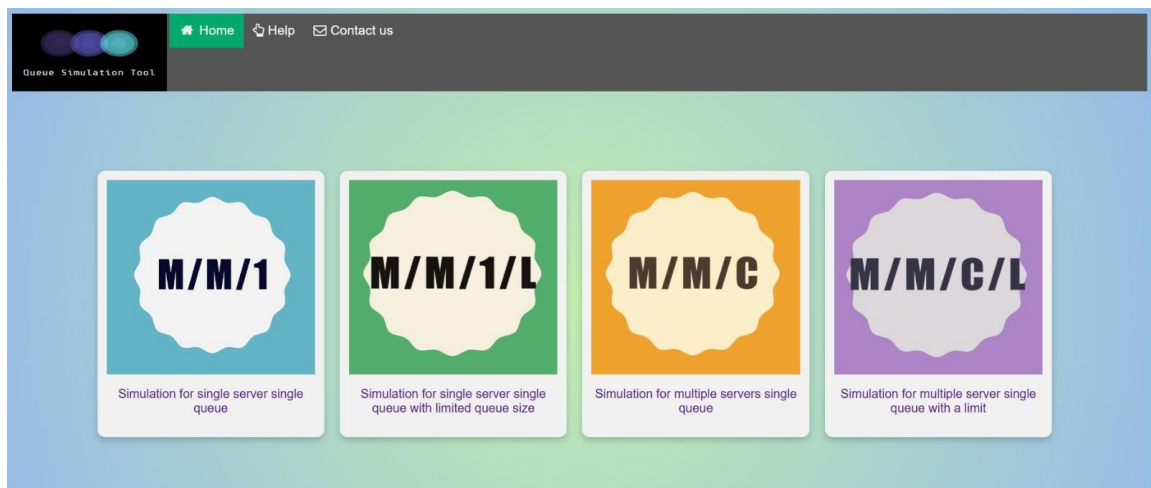 Home Help Contact us
Queue Simulation Tool
M/M/1
M/M/1/L
M/M/C
M/M/C/L
Simulation for single server single
queue
Simulation for single server single
queue with limited queue size
Simulation for multiple servers single
queue
Simulation for multiple server single
queue with a limit